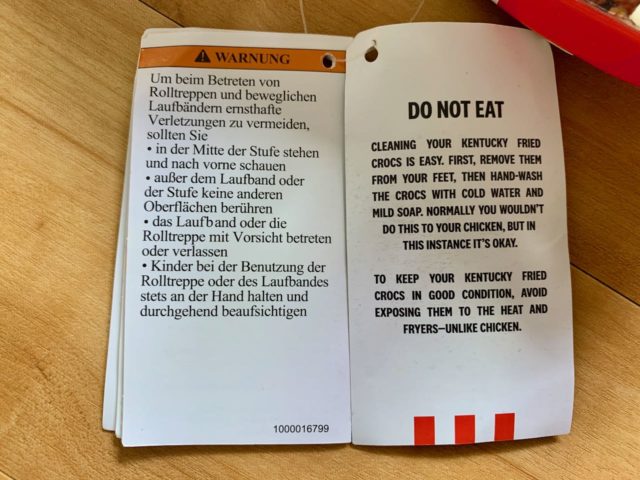 WARNUNG
Um beim Betreten von
Rolltreppen und beweglichen
Laufbändern ernsthafte
Verletzungen zu vermeiden,
sollten Sie
• in der Mitte der Stufe stehen
und nach vorne schauen
• außer dem Laufband oder
der Stufe keine anderen
Oberflächen berühren
• das Laufband oder die
Rolltreppe mit Vorsicht betreten
oder verlassen
• Kinder bei der Benutzung der
Rolltreppe oder des Laufbandes
stets an der Hand halten und
durchgehend beaufsichtigen
1000016799
DO NOT EAT
CLEANING YOUR KENTUCKY FRIED
CROCS IS EASY. FIRST, REMOVE THEM
FROM YOUR FEET, THEN HAND-WASH
THE CROCS WITH COLD WATER AND
MILD SOAP. NORMALLY YOU WOULDN'T
DO THIS TO YOUR CHICKEN, BUT IN
THIS INSTANCE IT'S OKAY.
TO KEEP YOUR KENTUCKY FRIED
CROCS IN GOOD CONDITION, AVOID
EXPOSING THEM TO THE HEAT AND
FRYERS—UNLIKE CHICKEN.